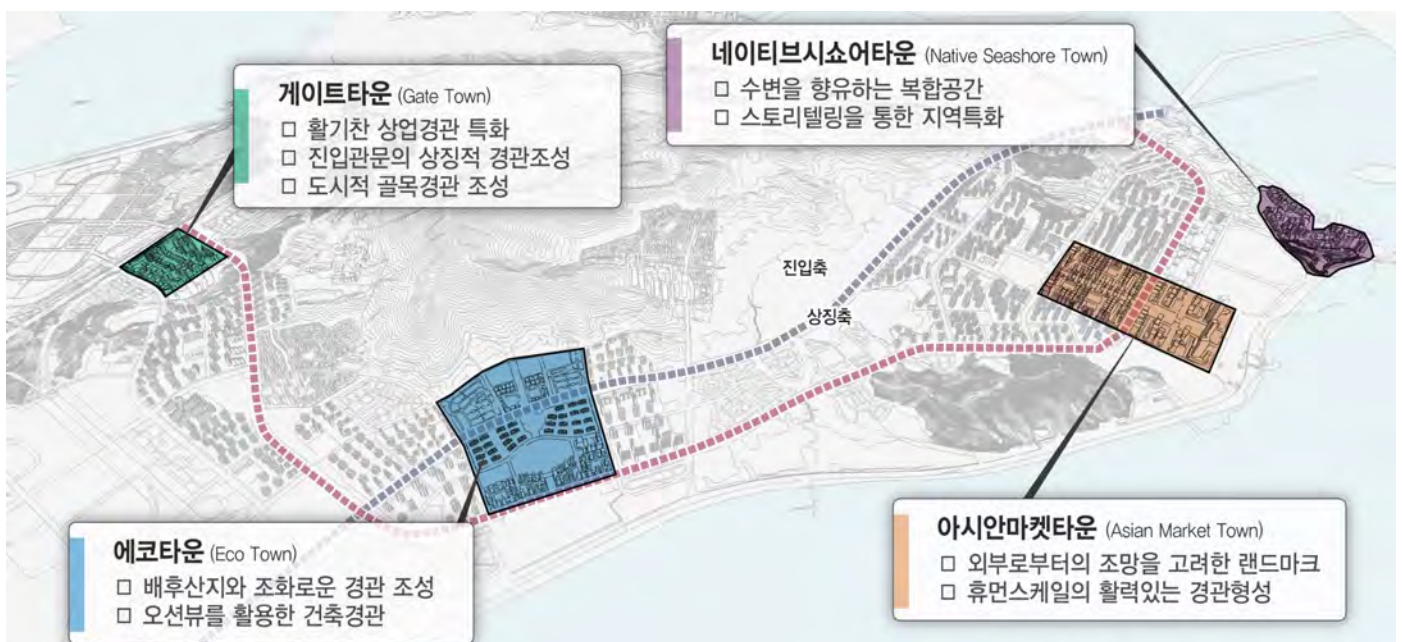 네이티브시쇼어타운 (Native Seashore Town)
□ 수변을 향유하는 복합공간
□ 스토리텔링을 통한 지역특화
게이트타운 (Gate Town)
□ 활기찬 상업경관 특화
□ 진입관문의 상징적 경관조성
□ 도시적 골목경관 조성
진입축
상징축
에코타운 (Eco Town)
□ 배후산지와 조화로운 경관 조성
□ 오션뷰를 활용한 건축경관
아시안마켓타운 (Asian Market Town)
□ 외부로부터의 조망을 고려한 랜드마크
□ 휴먼스케일의 활력있는 경관형성